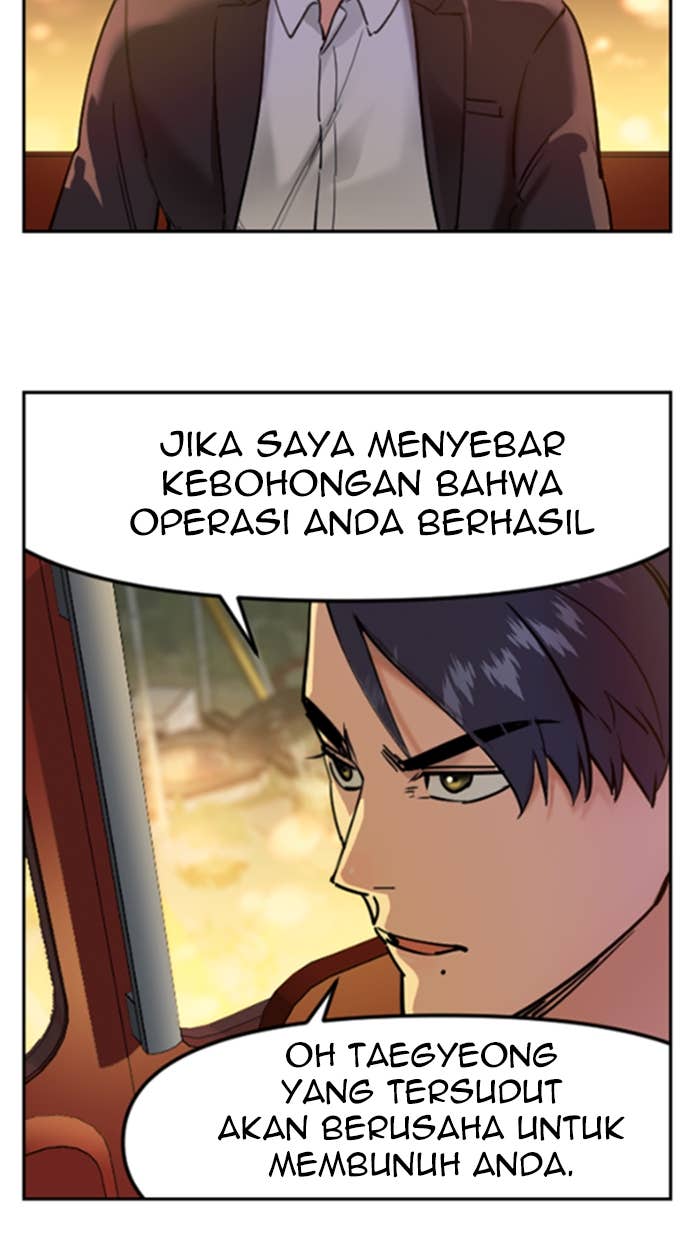 JIKA SAYA MENYEBAR
KEBOHONGAN BAHWA
OPERASI ANDA BERHASIL
OH TAEGYEONG
YANG TERSUDUT
AKAN BERUSAHA UNTUK
MEMBUNUH ANDA.